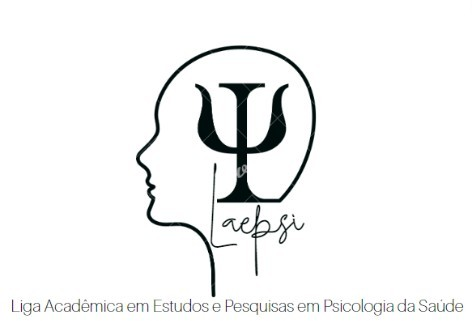 Ψ
Laepsi
Liga Acadêmica em Estudos e Pesquisas em Psicologia da Saúde